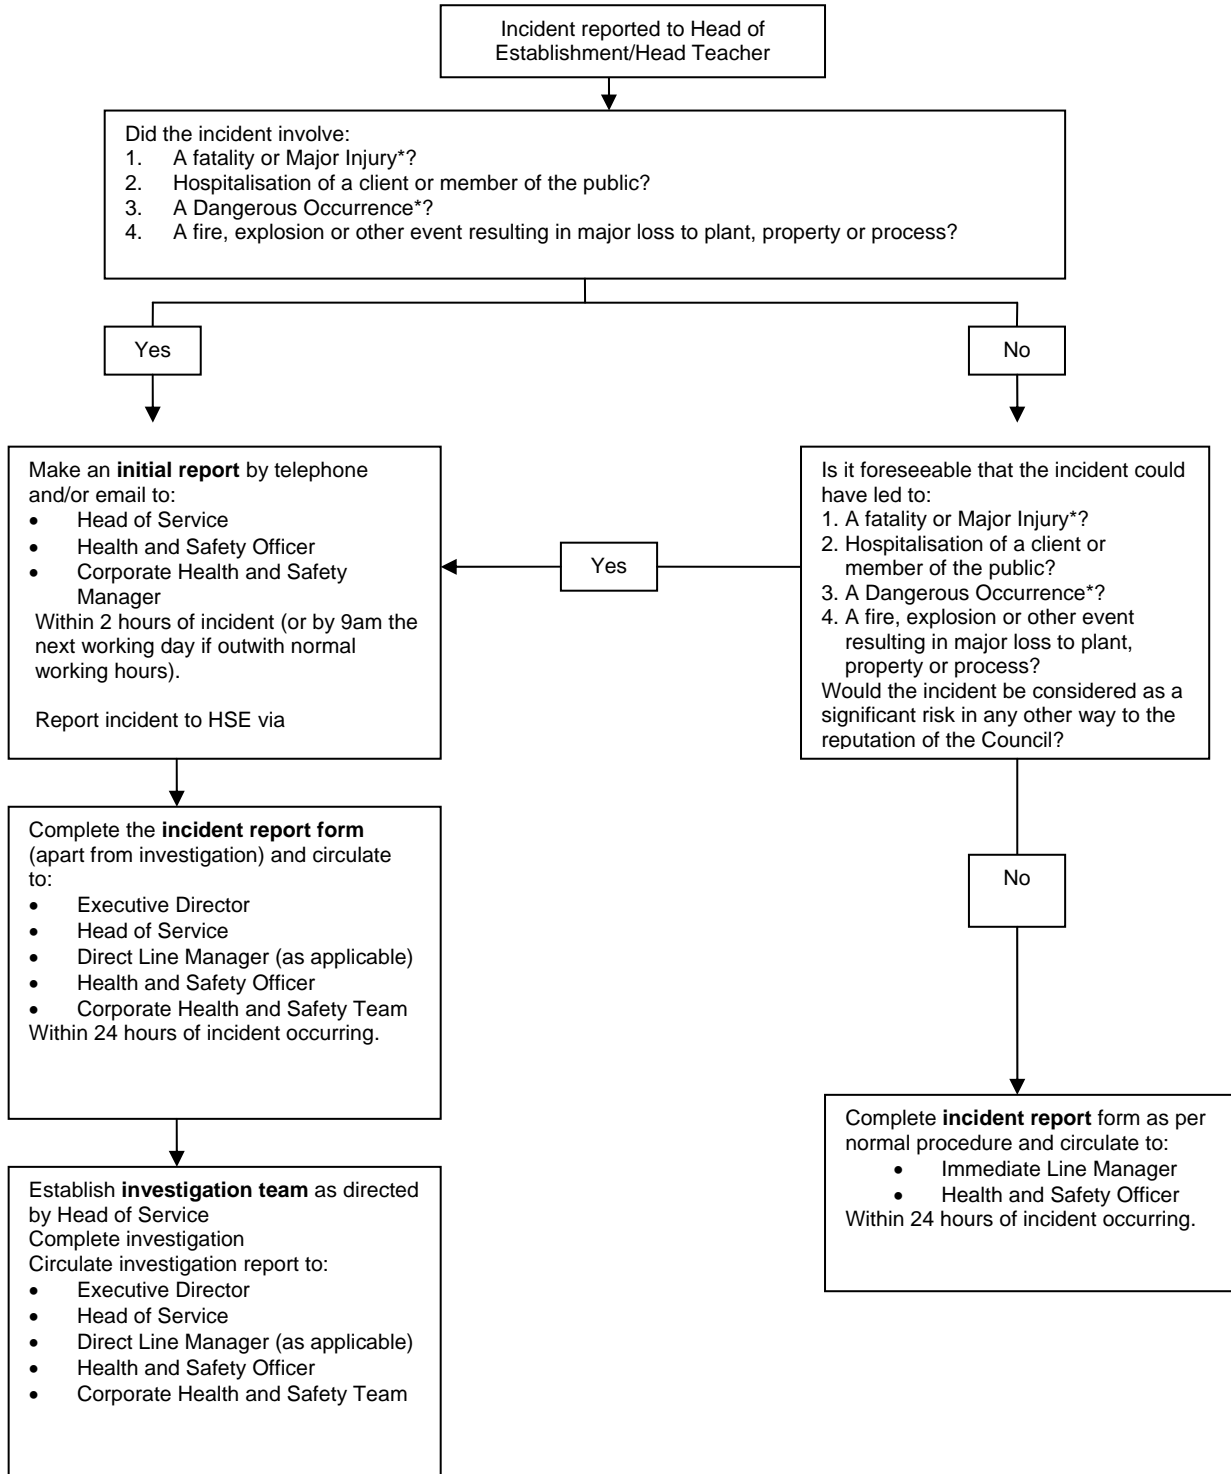 Incident reported to Head of
Establishment/Head Teacher
Did the incident involve:
1. A fatality or Major Injury*?
2. Hospitalisation of a client or member of the public?
3. A Dangerous Occurrence*?
4. A fire, explosion or other event resulting in major loss to plant, property or process?
Yes
No
Make an initial report by telephone
and/or email to:
• Head of Service
• Health and Safety Officer
• Corporate Health and Safety
Manager
Within 2 hours of incident (or by 9am the
next working day if outwith normal
working hours).
Report incident to HSE via
Yes
Is it foreseeable that the incident could
have led to:
1. A fatality or Major Injury*?
2. Hospitalisation of a client or
member of the public?
3. A Dangerous Occurrence*?
4. A fire, explosion or other event
resulting in major loss to plant,
property or process?
Would the incident be considered as a
significant risk in any other way to the
reputation of the Council?
Complete the incident report form
(apart from investigation) and circulate
to:
• Executive Director
• Head of Service
• Direct Line Manager (as applicable)
• Health and Safety Officer
• Corporate Health and Safety Team
Within 24 hours of incident occurring.
No
Complete incident report form as per
normal procedure and circulate to:
• Immediate Line Manager
• Health and Safety Officer
Within 24 hours of incident occurring.
Establish investigation team as directed
by Head of Service
Complete investigation
Circulate investigation report to:
• Executive Director
• Head of Service
• Direct Line Manager (as applicable)
• Health and Safety Officer
• Corporate Health and Safety Team